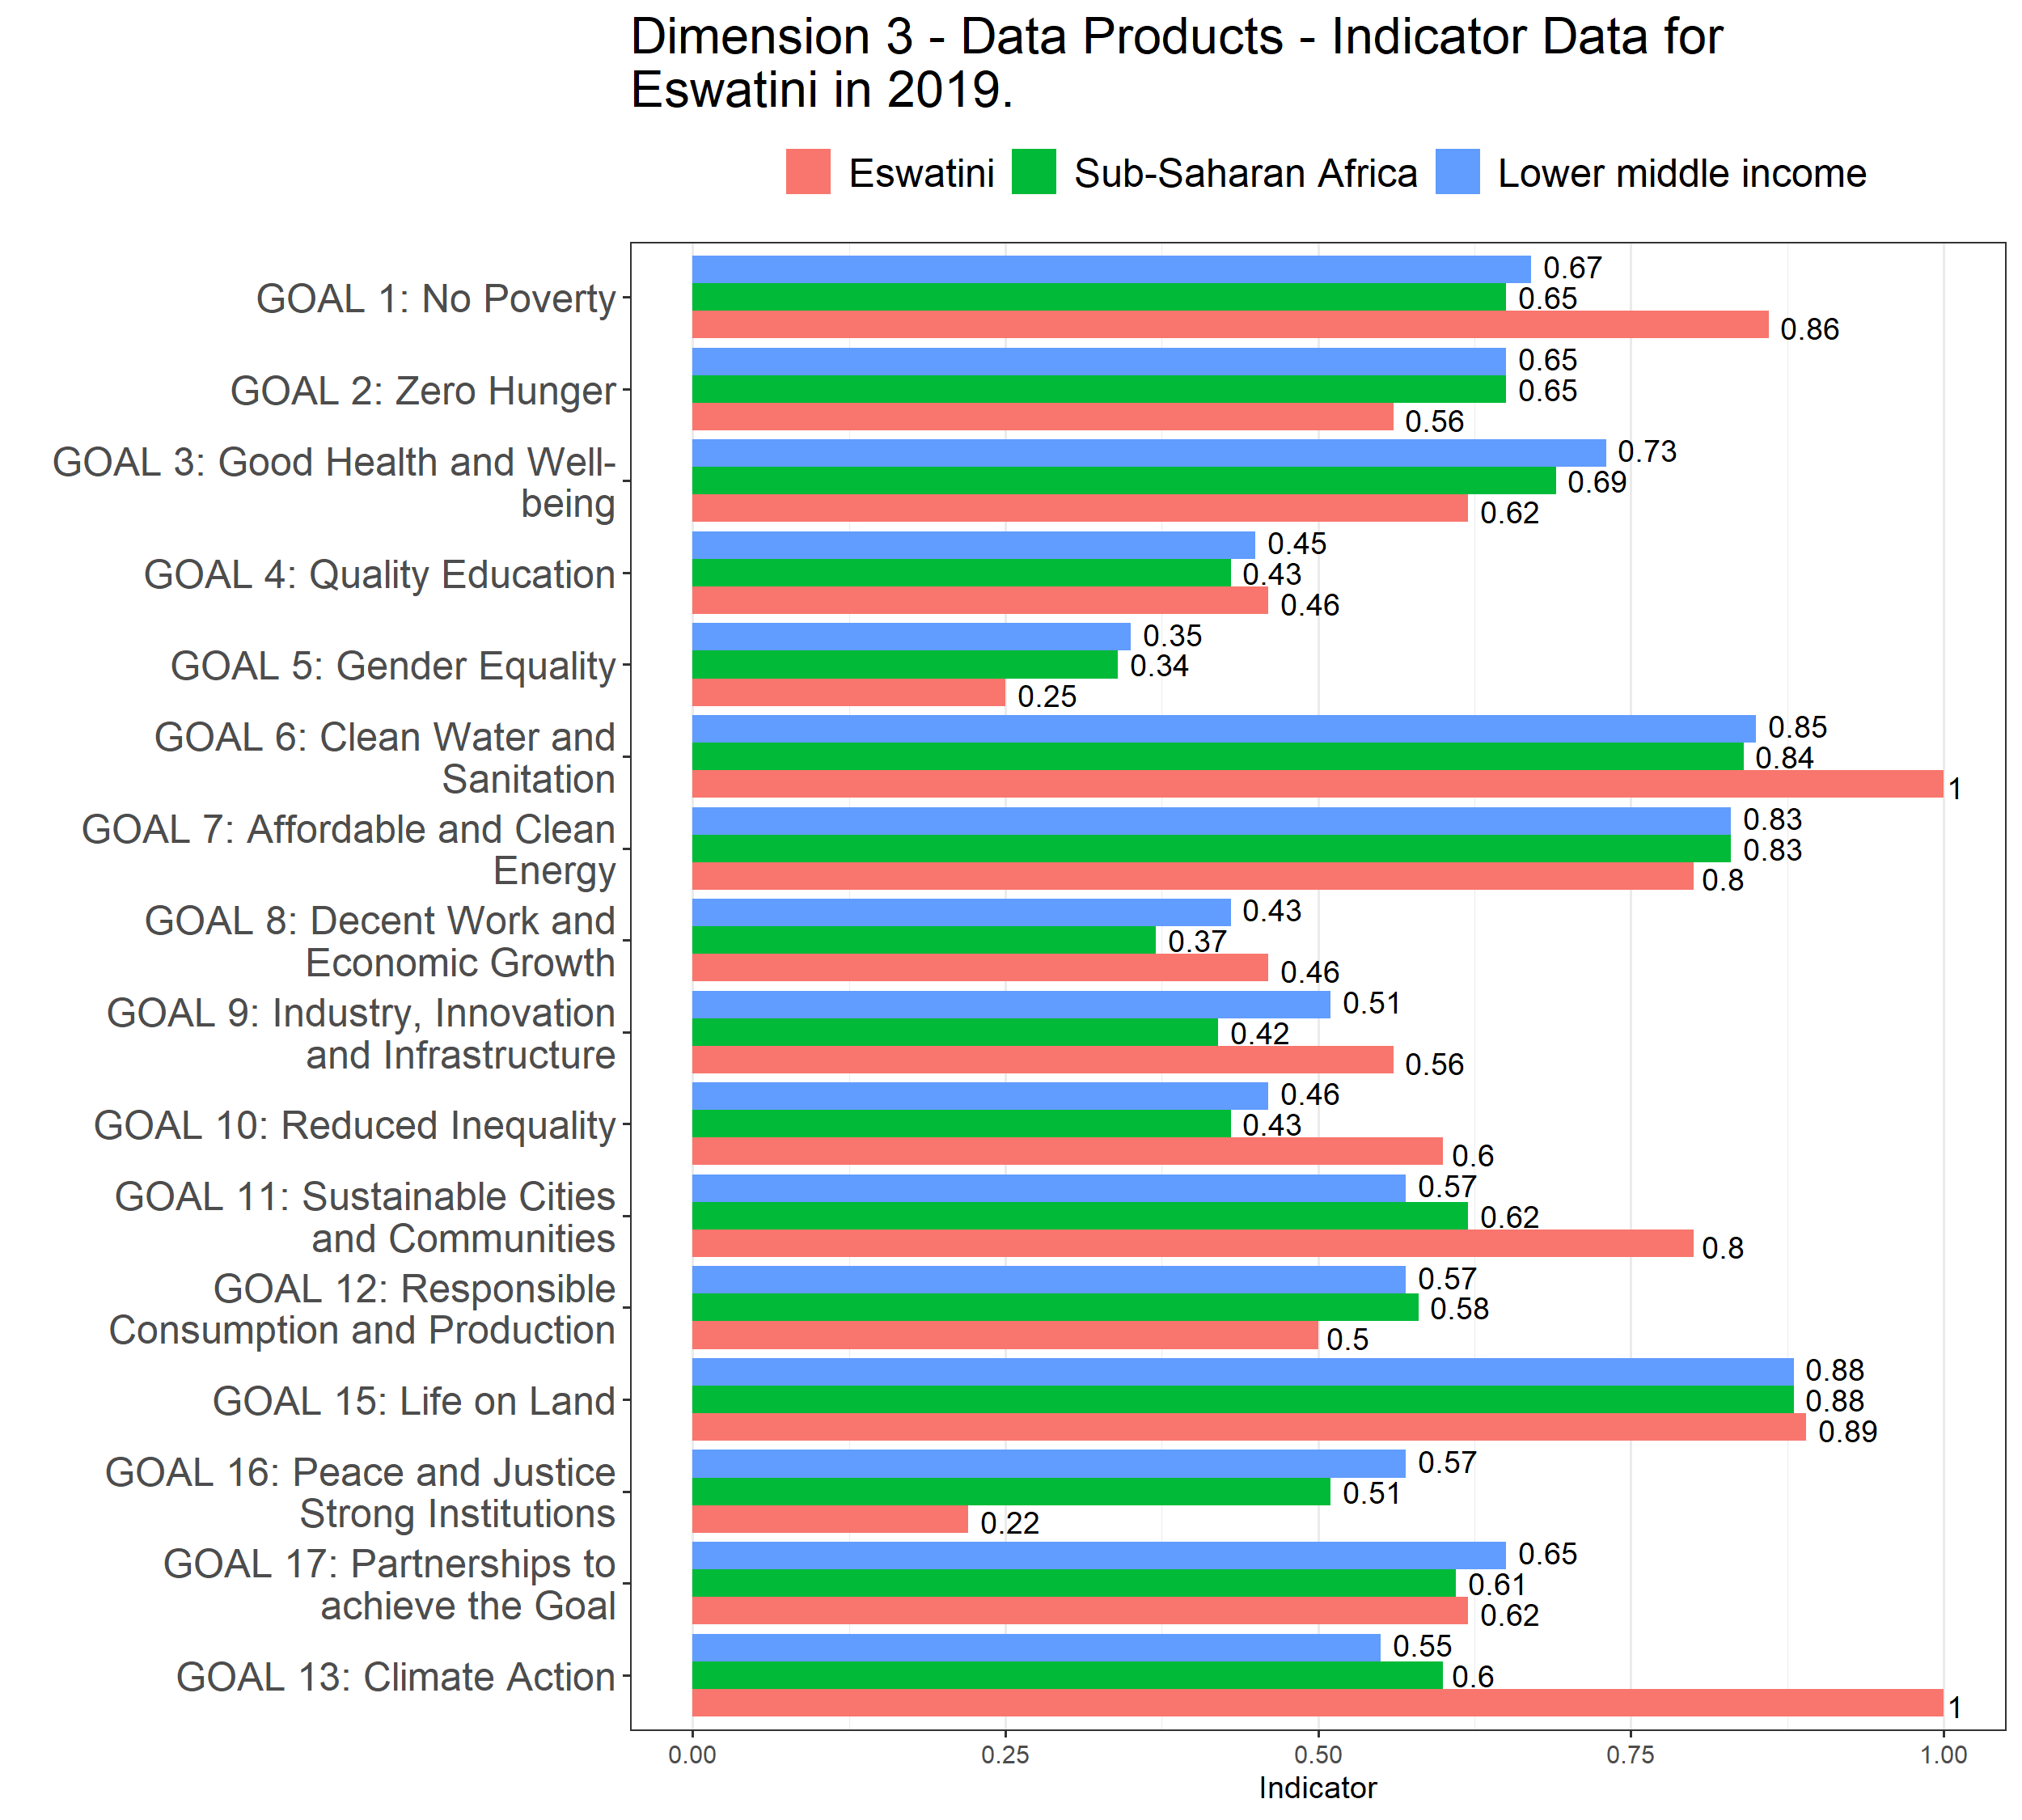 Dimension 3 - Data Products - Indicator Data for
Eswatini in 2019.
Eswatini Sub-Saharan Africa Lower middle income
GOAL 1: No Poverty
0.67
0.65
0.86
GOAL 2: Zero Hunger
0.65
0.65
0.56
GOAL 3: Good Health and Well-
being
0.73
0.69
0.62
GOAL 4: Quality Education
0.45
0.43
0.46
GOAL 5: Gender Equality
0.35
0.34
0.25
GOAL 6: Clean Water and
Sanitation
0.85
0.84
1
GOAL 7: Affordable and Clean
Energy
0.83
0.83
0.8
GOAL 8: Decent Work and
Economic Growth
0.43
0.37
0.46
GOAL 9: Industry, Innovation
and Infrastructure
0.51
0.42
0.56
GOAL 10: Reduced Inequality
0.46
0.43
0.6
GOAL 11: Sustainable Cities
and Communities
0.57
0.62
0.8
GOAL 12: Responsible
Consumption and Production
0.57
0.58
0.5
GOAL 15: Life on Land
0.88
0.88
0.89
GOAL 16: Peace and Justice
Strong Institutions
0.57
0.51
0.22
GOAL 17: Partnerships to
achieve the Goal
0.65
0.61
0.62
GOAL 13: Climate Action
0.55
0.6
1
0.00 0.25 0.50 0.75 1.00
Indicator